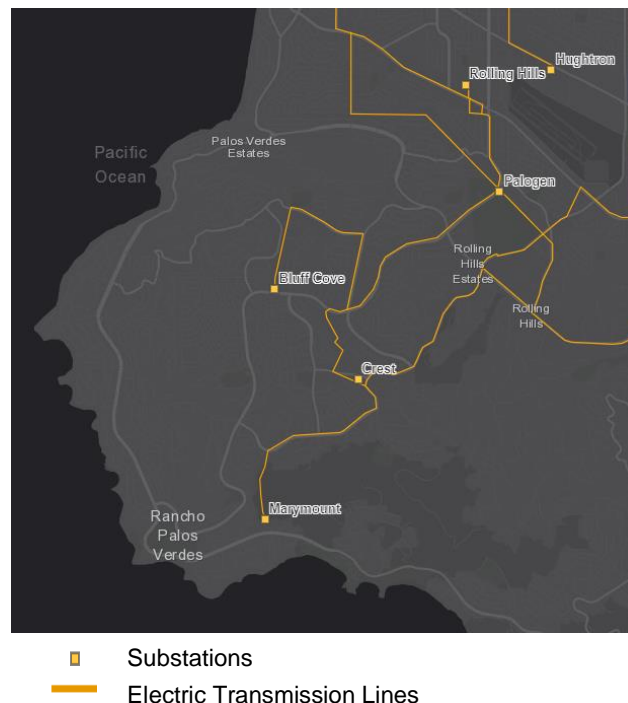 Hughtron
Rolling Hills
Palos Verdes
Estates
Pacific
Ocean
Palogen
Rolling
Hills
Estates
Bluff Cove
Rolling
Hills
Crest
Marymount
Rancho
Palos
Verdes
Substations
Electric Transmission Lines